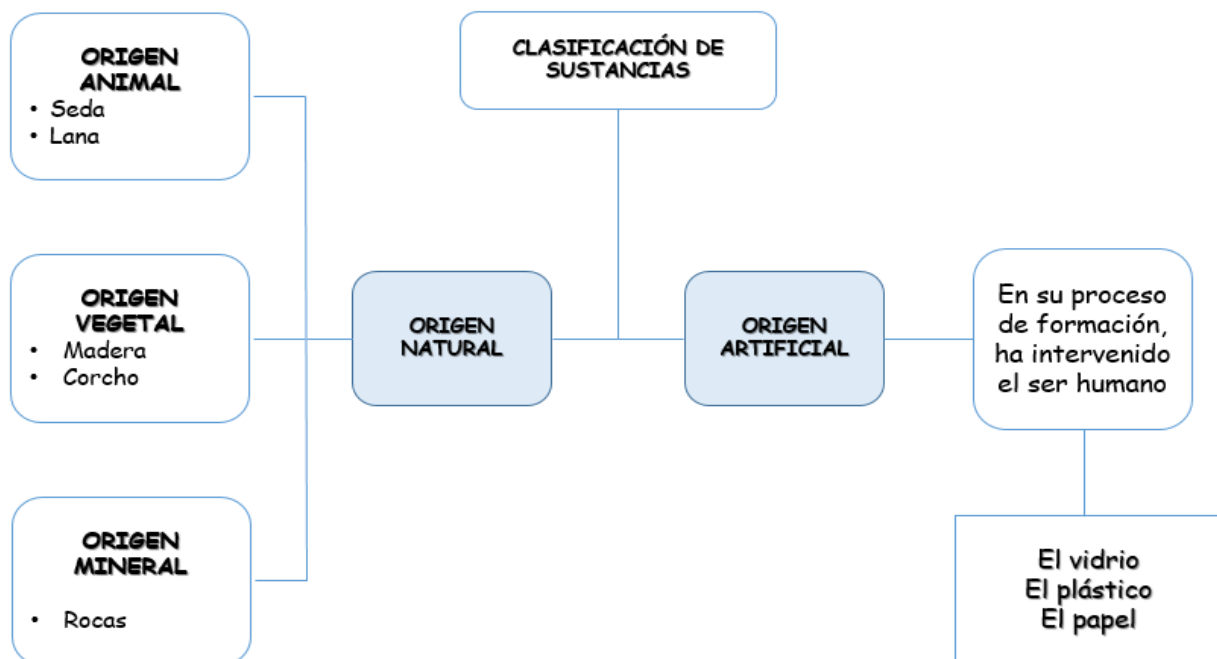 CLASIFICACIÓN DE
SUSTANCIAS
ORIGEN
ANIMAL
• Seda
• Lana
ORIGEN
VEGETAL
• Madera
• Corcho
ORIGEN
MINERAL
• Rocas
ORIGEN
NATURAL
ORIGEN
ARTIFICIAL
En su proceso
de formación,
ha intervenido
el ser humano
El vidrio
El plástico
El papel